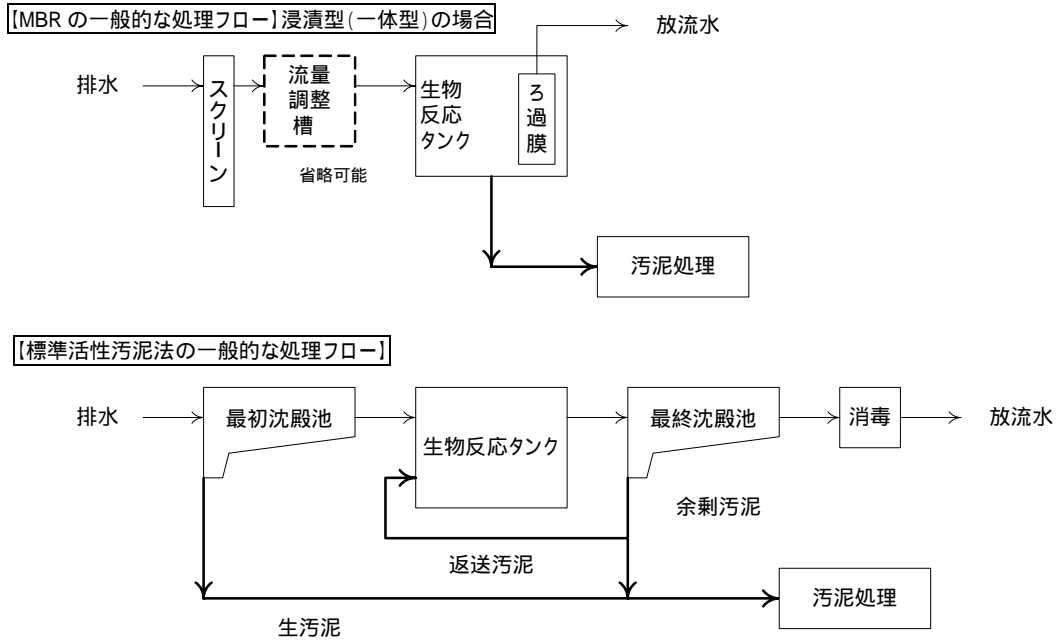 【MBR の一般的な処理フロー】浸漬型(一体型)の場合
放流水
排水
スクリーン
流量
調整
槽
省略可能
生物
反応
タンク
ろ過膜
汚泥処理
【標準活性汚泥法の一般的な処理フロー】
排水
最初沈殿池
生物反応タンク
最終沈殿池
消毒
放流水
余剰汚泥
返送汚泥
汚泥処理
生汚泥